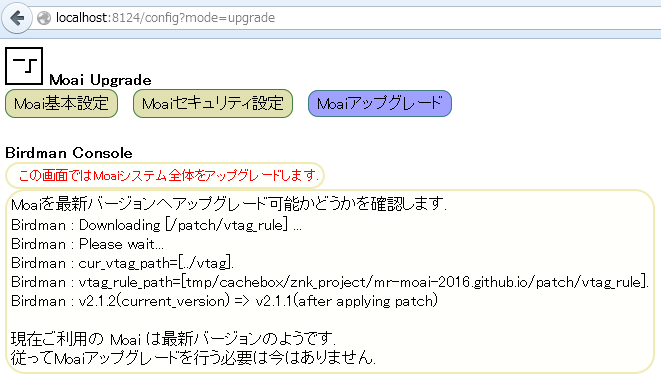 localhost:8124/config?mode=upgrade
Moai Upgrade
Moai基本設定 Moaiセキュリティ設定 Moaiアップグレード
Birdman Console
この画面ではMoaiシステム全体をアップグレードします.
Moaiを最新バージョンへアップグレード可能かどうかを確認します.
Birdman : Downloading [/patch/vtag_rule] ...
Birdman : Please wait...
Birdman : cur_vtag_path=[../vtag].
Birdman : vtag_rule_path=[tmp/cachebox/znk_project/mr-moai-2016.github.io/patch/vtag_rule].
Birdman : v2.1.2(current_version) => v2.1.1(after applying patch)
現在ご利用の Moai は最新バージョンのようです.
従ってMoaiアップグレードを行う必要は今はありません.